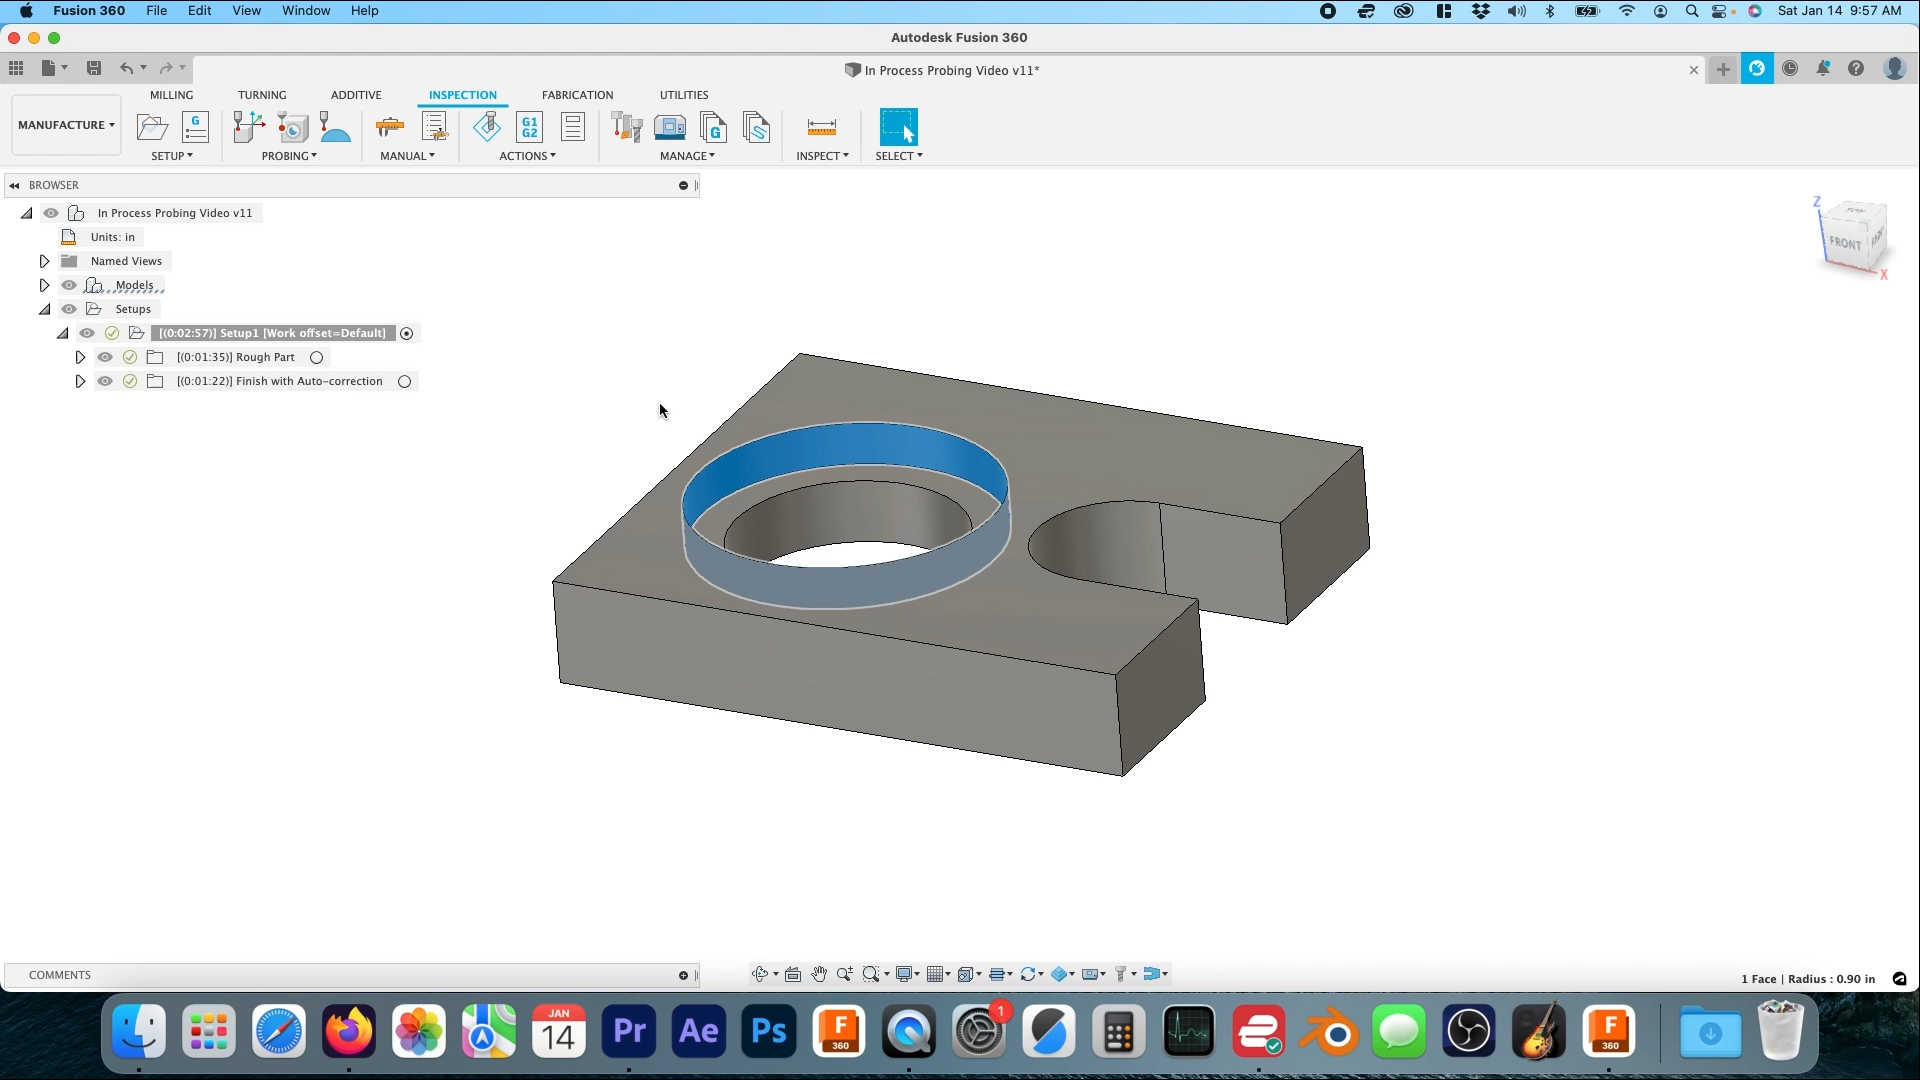 Fusion 360 File Edit View Window Help Sat Jan 14 9:57 AM
Autodesk Fusion 360
In Process Probing Video v11*
MANUFACTURE
MILLING TURNING ADDITIVE INSPECTION FABRICATION UTILITIES
G G1 G2 G
SETUP PROBING MANUAL ACTIONS MANAGE INSPECT SELECT
BROWSER
In Process Probing Video v11
Units: in
Named Views
Models
Setups
[(0:02:57)] Setup1 [Work offset=Default]
[(0:01:35)] Rough Part
[(0:01:22)] Finish with Auto-correction
Z
TOP
FRONT
X
COMMENTS
1 Face | Radius : 0.90 in
JAN
14
Pr Ae Ps
F
360
1
F
360